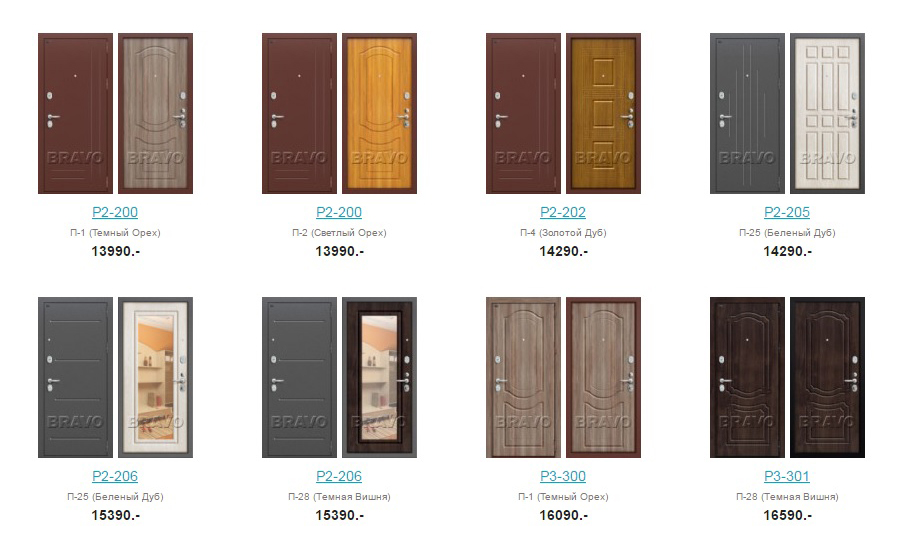 BRAVO BRAVO BRAVO BRAVO BRAVO BRAVO BRAVO BRAVO
P2-200 P2-200 P2-202 P2-205
П-1 (Темный Орех) П-2 (Светлый Орех) П-4 (Золотой Дуб) П-25 (Беленый Дуб)
13990.- 13990.- 14290.- 14290.-
BRAVO BRAVO BRAVO BRAVO BRAVO BRAVO BRAVO BRAVO
P2-206 P2-206 P3-300 P3-301
П-25 (Беленый Дуб) П-28 (Темная Вишня) П-1 (Темный Орех) П-28 (Темная Вишня)
15390.- 15390.- 16090.- 16590.-